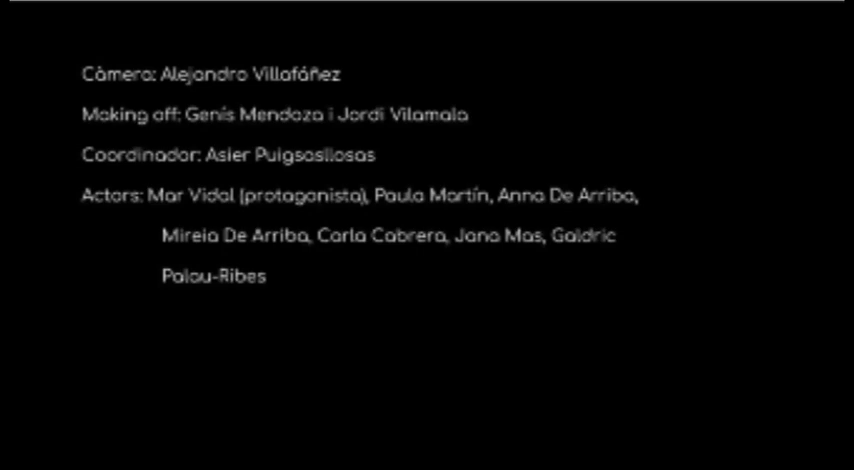 Càmera: Alejandro Villafáñez
Making off: Genís Mendoza i Jordi Vilamala
Coordinador: Asier Puigsasllosas
Actors: Mar Vidal (protagonista), Paula Martín, Anna De Arriba,
Mireia De Arriba, Carla Cabrera, Jana Mas, Galdric
Palau-Ribes